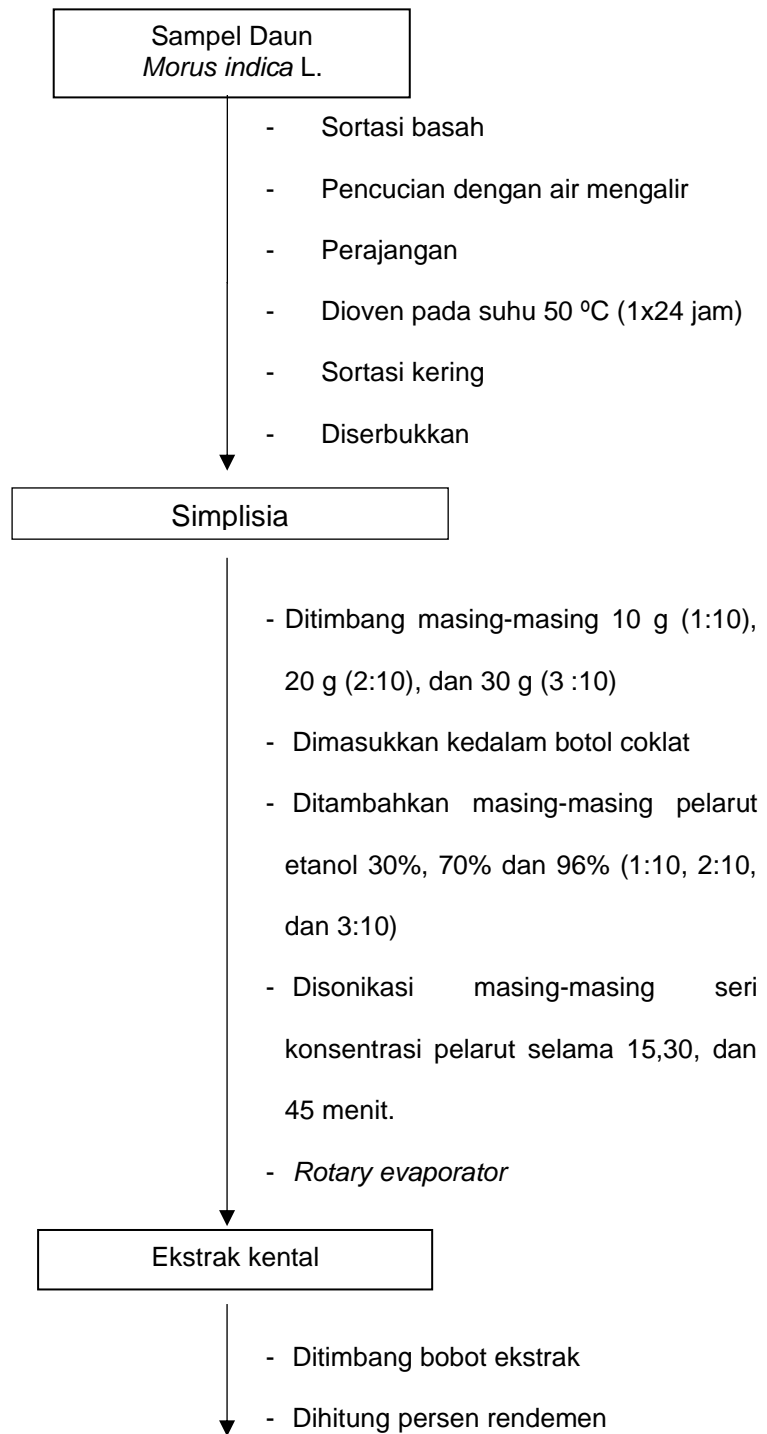 Sampel Daun
Morus indica L.
- Sortasi basah
- Pencucian dengan air mengalir
- Perajangan
- Dioven pada suhu 50 ºC (1x24 jam)
- Sortasi kering
- Diserbukkan
Simplisia
- Ditimbang masing-masing 10 g (1:10),
20 g (2:10), dan 30 g (3 :10)
- Dimasukkan kedalam botol coklat
- Ditambahkan masing-masing pelarut
etanol 30%, 70% dan 96% (1:10, 2:10,
dan 3:10)
- Disonikasi masing-masing seri
konsentrasi pelarut selama 15,30, dan
45 menit.
- Rotary evaporator
Ekstrak kental
- Ditimbang bobot ekstrak
- Dihitung persen rendemen